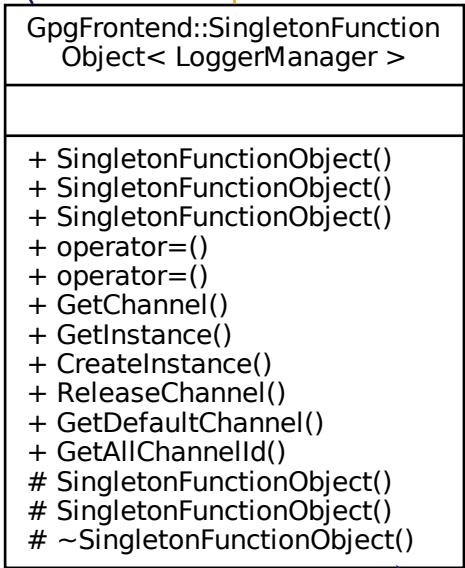 GpgFrontend::SingletonFunction
Object< LoggerManager >
+ SingletonFunctionObject()
+ SingletonFunctionObject()
+ SingletonFunctionObject()
+ operator=()
+ operator=()
+ GetChannel()
+ GetInstance()
+ CreateInstance()
+ ReleaseChannel()
+ GetDefaultChannel()
+ GetAllChannelId()
# SingletonFunctionObject()
# SingletonFunctionObject()
# ~SingletonFunctionObject()